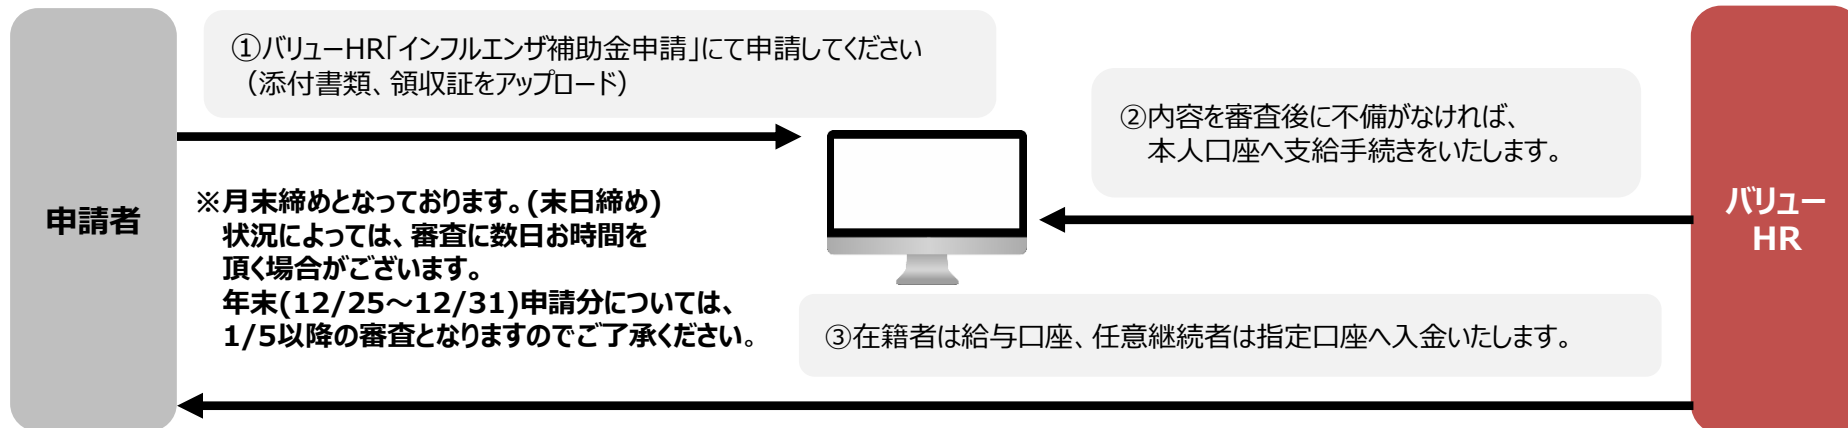 ①バリューHR「インフルエンザ補助金申請」にて申請してください
（添付書類、領収証をアップロード）
②内容を審査後に不備がなければ、
本人口座へ支給手続きをいたします。
申請者
※月末締めとなっております。(末日締め)
状況によっては、審査に数日お時間を
頂く場合がございます。
年末(12/25～12/31)申請分については、
1/5以降の審査となりますのでご了承ください。
バリュー
HR
③在籍者は給与口座、任意継続者は指定口座へ入金いたします。